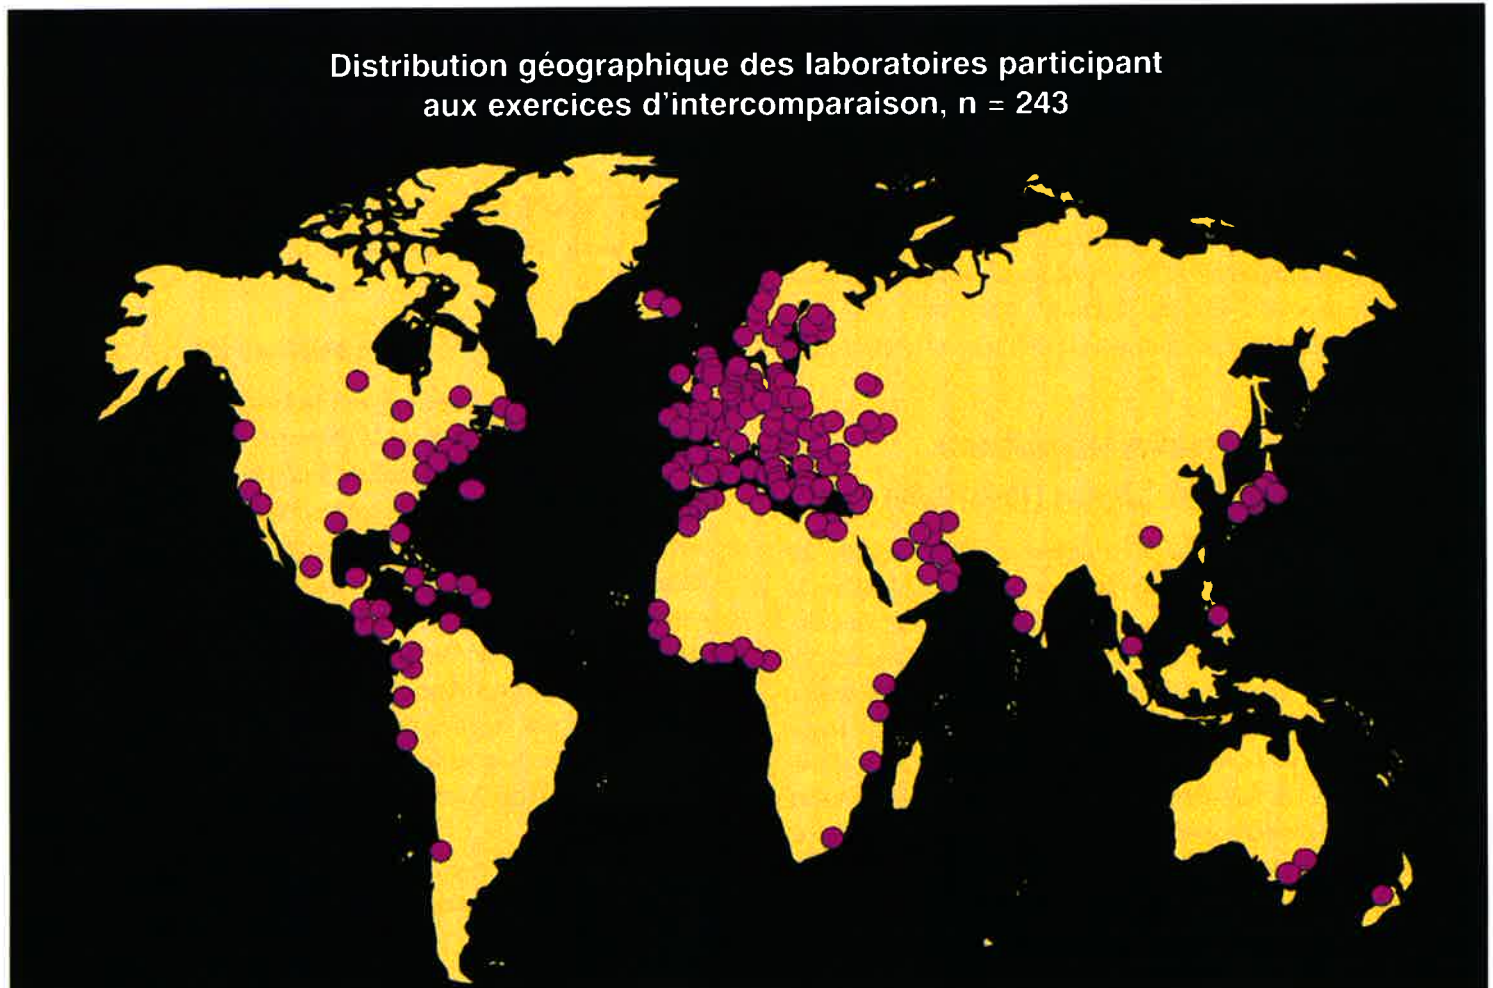 Distribution géographique des laboratoires participant
aux exercices d'intercomparaison, n = 243